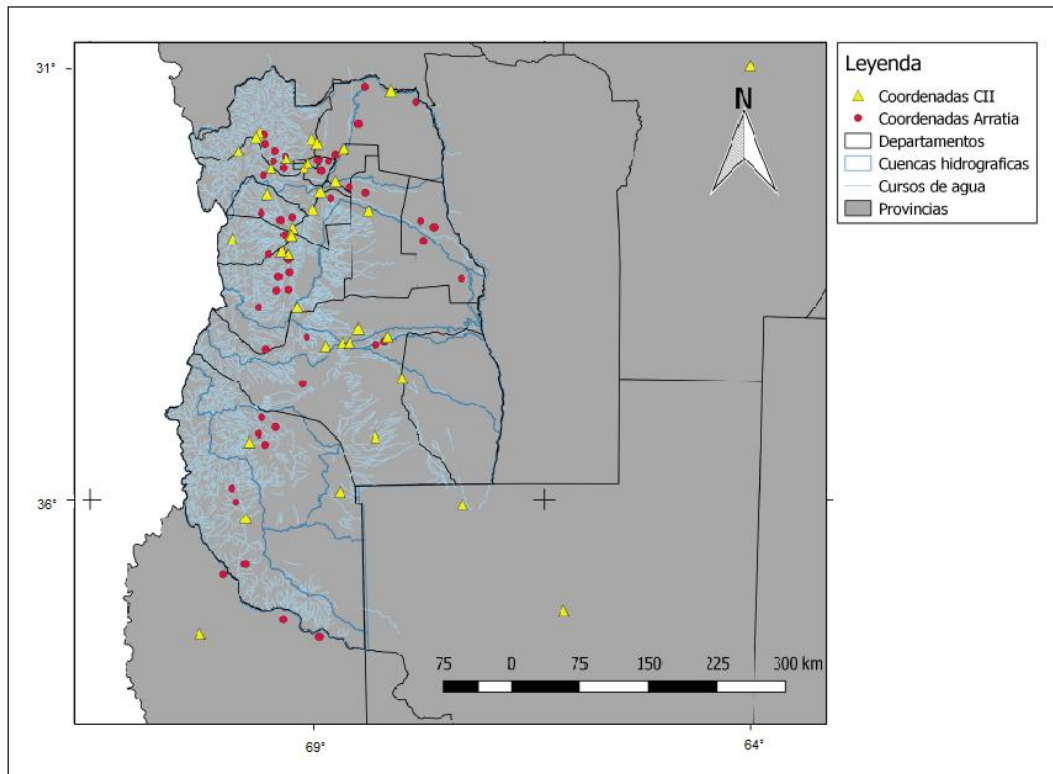 31°
Leyenda
Coordenadas CII
Coordenadas Arratia
Departamentos
Cuencas hidrograficas
Cursos de agua
Provincias
N
36°
75 0 75 150 225 300 km
69° 64°